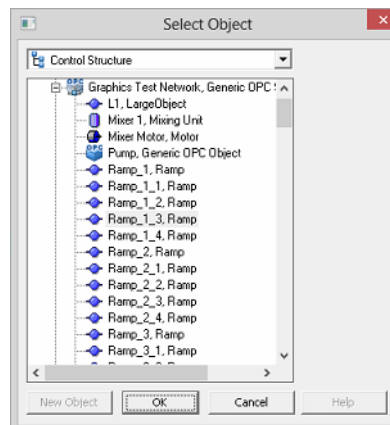 Select Object
Control Structure
Graphics Test Network, Generic OPC
L1, LargeObject
Mixer 1, Mixing Unit
Mixer Motor, Motor
Pump, Generic OPC Object
Ramp_1, Ramp
Ramp_1_1, Ramp
Ramp_1_2, Ramp
Ramp_1_3, Ramp
Ramp_1_4, Ramp
Ramp_2, Ramp
Ramp_2_1, Ramp
Ramp_2_2, Ramp
Ramp_2_3, Ramp
Ramp_2_4, Ramp
Ramp_3, Ramp
Ramp_3_1, Ramp
New Object
OK
Cancel
Help